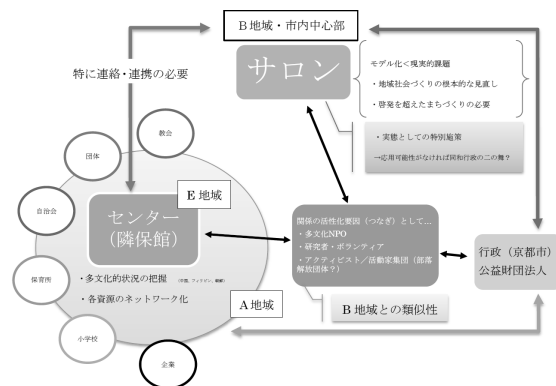 B地域・市内中心部
サロン
特に連絡・連携の必要
モデル化<現実的課題
・地域社会づくりの根本的な見直し
・啓発を超えたまちづくりの必要
・実態としての特別施策
→応用可能性がなければ同和行政の二の舞?
教会
団体
自治会
保育所
小学校
企業
E 地域
センター
(隣保館)
・多文化的状況の把握
・各資源のネットワーク化
A 地域
関係の活性化要因(つなぎ)として…
・多文化NPO
・研究者・ボランティア
・アクティビスト/活動家集団(部落
解放団体?)
B 地域との類似性
行政(京都市)
公益財団法人